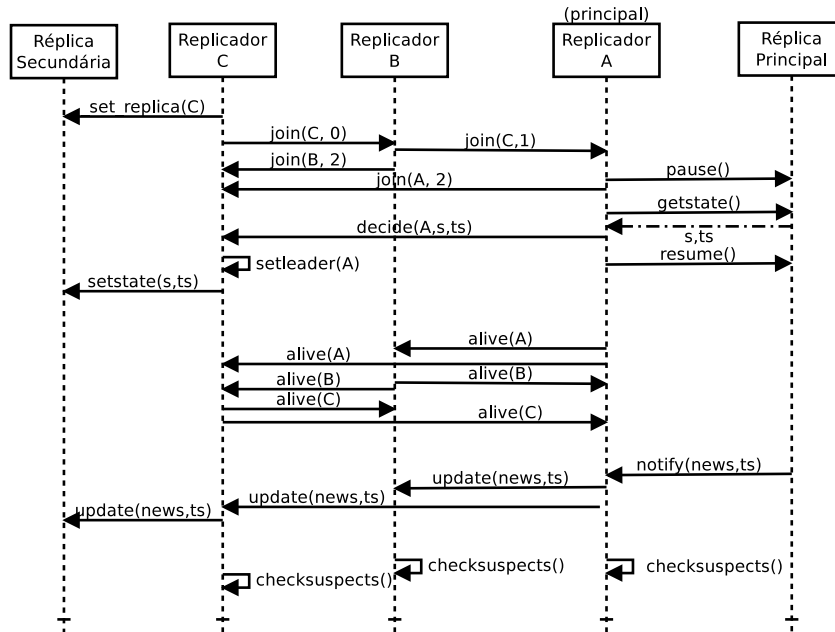 (principal)
Réplica
Secundária
Replicador
C
Replicador
B
Replicador
A
Réplica
Principal
set_replica(C)
join(C, 0)
join(C,1)
join(B, 2)
join(A, 2)
pause()
getstate()
decide(A,s,ts)
s,ts
setleader(A)
resume()
setstate(s,ts)
alive(A)
alive(A)
alive(B)
alive(B)
alive(C)
alive(C)
notify(news,ts)
update(news,ts)
update(news,ts)
update(news,ts)
checksuspects()
checksuspects()
checksuspects()